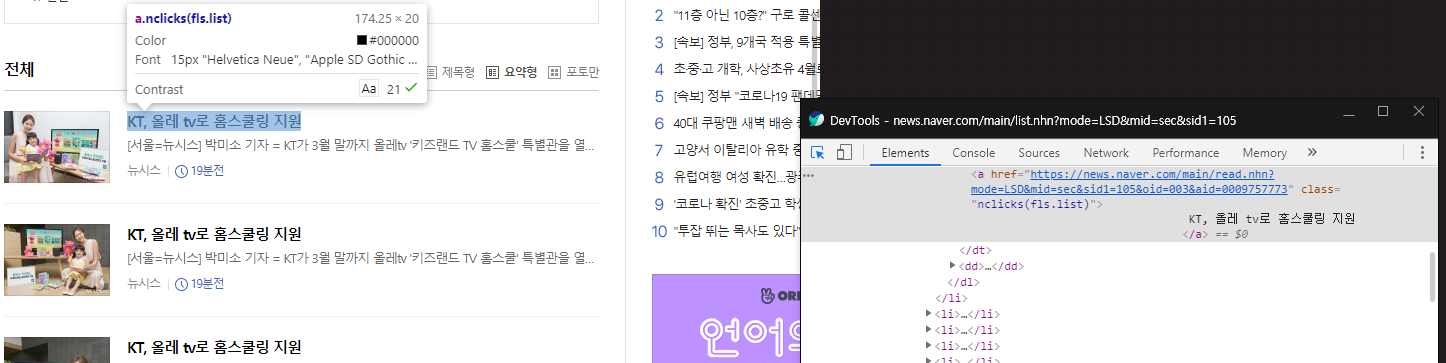 a.nclicks(fls.list) 174.25 × 20
Color #000000
Font 15px "Helvetica Neue", "Apple SD Gothic ...
Contrast Aa 21
전체
제목형 요약형 포토만
KT, 올레 tv로 홈스쿨링 지원
[서울=뉴시스] 박미소 기자 = KT가 3월 말까지 올레tv '키즈랜드 TV 홈스쿨' 특별관을 열...
뉴시스 19분전
KT, 올레 tv로 홈스쿨링 지원
[서울=뉴시스] 박미소 기자 = KT가 3월 말까지 올레tv '키즈랜드 TV 홈스쿨' 특별관을 열...
뉴시스 19분전
KT, 올레 tv로 홈스쿨링 지원
2 "11층 아닌 10층?" 구로 콜센
3 [속보] 정부, 9개국 적용 특별
4 초·중·고 개학, 사상초유 4월로
5 [속보] 정부 "코로나19 팬데믹
6 40대 쿠팡맨 새벽 배송 중
7 고양서 이탈리아 유학 중
8 유럽여행 여성 확진...광주
9 '코로나 확진' 초중고 학생
10 "투잡 뛰는 목사도 있다"
언어의
DevTools - news.naver.com/main/list.nhn?mode=LSD&mid=sec&sid1=105
Elements Console Sources Network Performance Memory »
<a href="https://news.naver.com/main/read.nhn?
mode=LSD&mid=sec&sid1=105&oid=003&aid=0009757773" class=
"nclicks(fls.list)">
KT, 올레 tv로 홈스쿨링 지원
</a> == $0
</dt>
<dd>…</dd>
</dl>
</li>
<li>…</li>
<li>…</li>
<li>…</li>
<li>…</li>